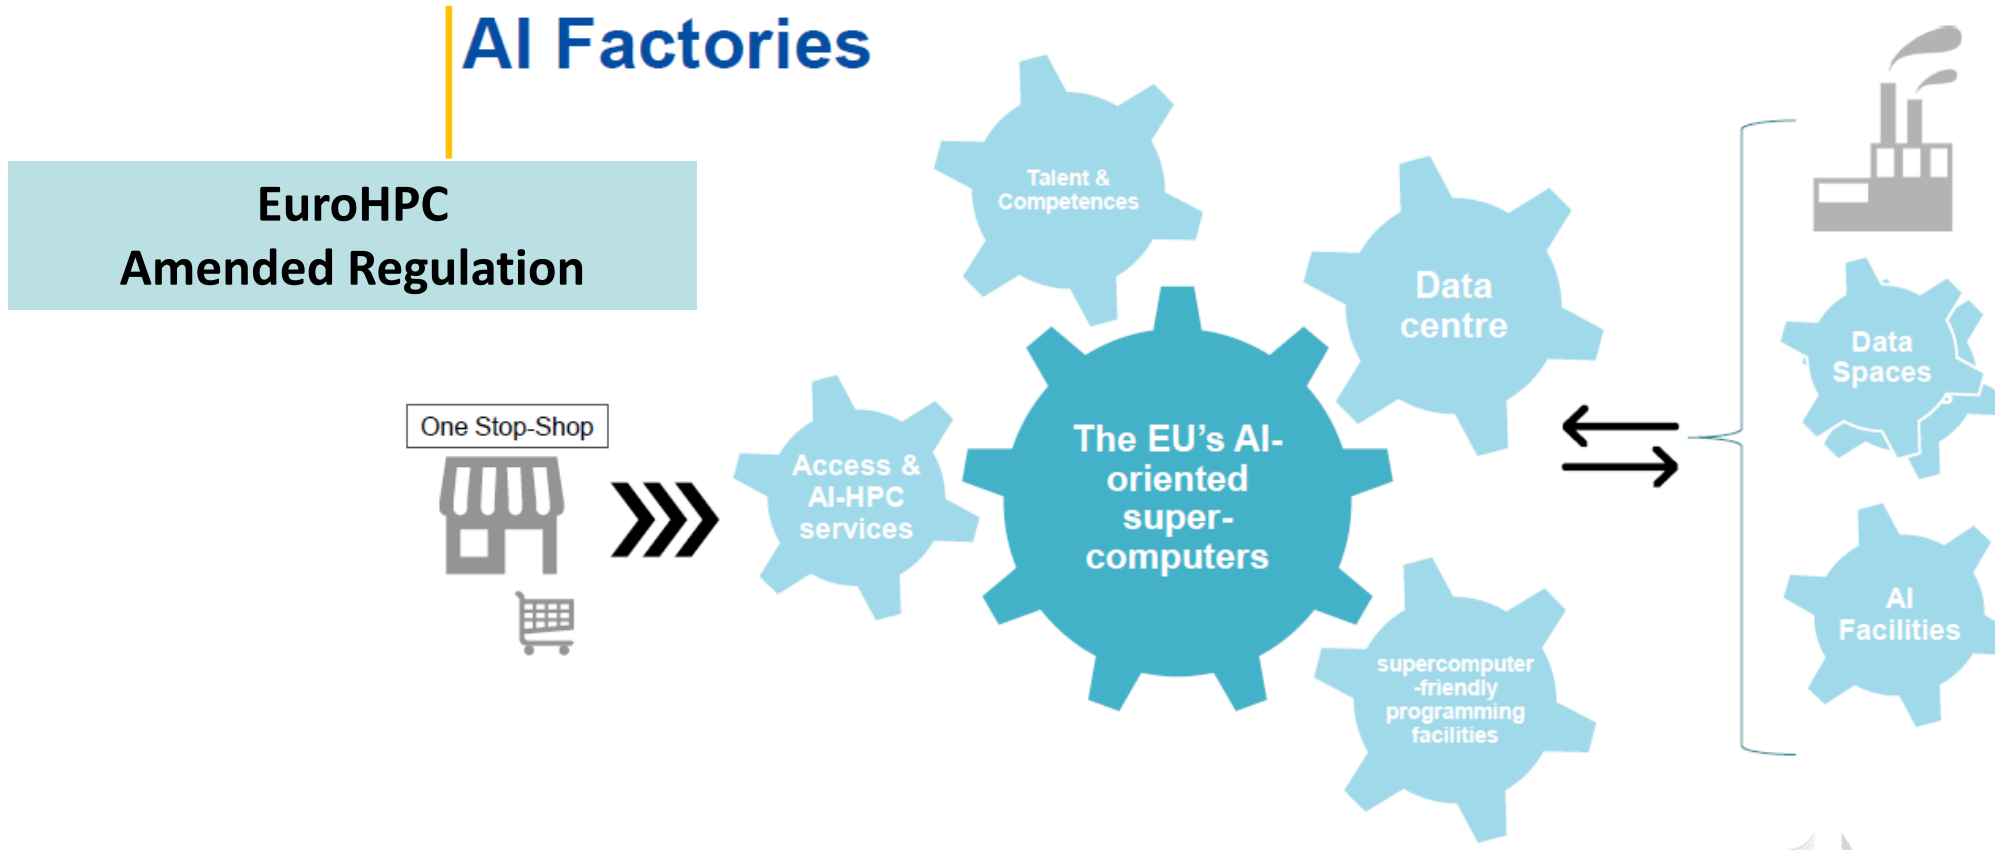 AI Factories
EuroHPC
Amended Regulation
One Stop-Shop
Access &
AI-HPC
services
Talent &
Competences
The EU’s AI-
oriented
super-
computers
Data
centre
supercomputer
-friendly
programming
facilities
Data
Spaces
AI
Facilities